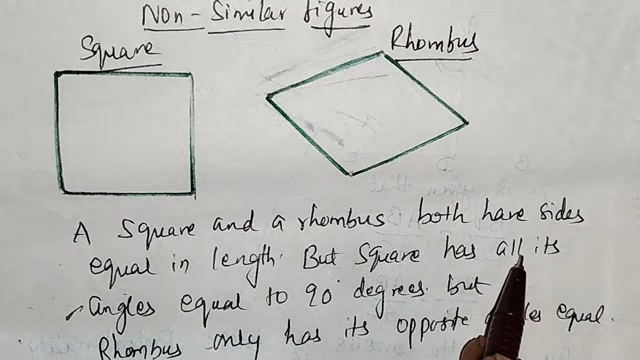 Non-Similar figures
Square
Rhombus
A Square and a rhombus both have sides
equal in length. But Square has all its
angles equal to 90° degrees. but
Rhombus only has its opposite equal.